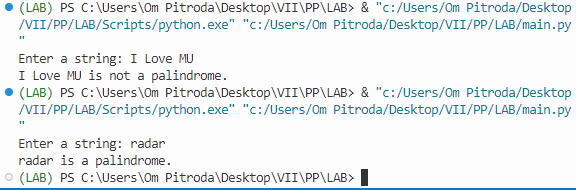 (LAB) PS C:\Users\Om Pitroda\Desktop\VII\PP\LAB> & "c:/Users/Om Pitroda/Desktop
/VII/PP/LAB/Scripts/python.exe" "c:/Users/Om Pitroda/Desktop/VII/PP/LAB/main.py
"
Enter a string: I Love MU
I Love MU is not a palindrome.
(LAB) PS C:\Users\Om Pitroda\Desktop\VII\PP\LAB> & "c:/Users/Om Pitroda/Desktop
/VII/PP/LAB/Scripts/python.exe" "c:/Users/Om Pitroda/Desktop/VII/PP/LAB/main.py
"
Enter a string: radar
radar is a palindrome.
(LAB) PS C:\Users\Om Pitroda\Desktop\VII\PP\LAB>